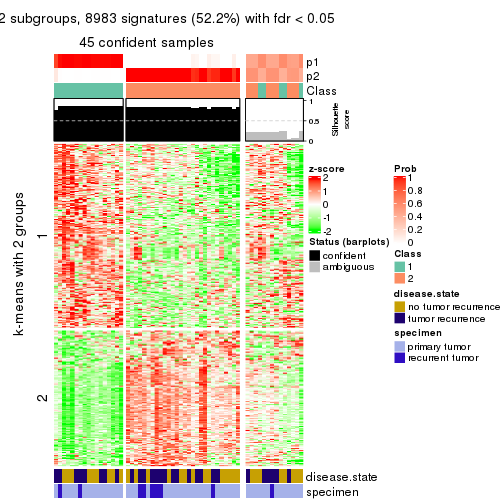 2 subgroups, 8983 signatures (52.2%) with fdr < 0.05
45 confident samples
p1
p2
Class
1
0.5
0
Silhouette
score
k-means with 2 groups
1
2
z-score
2
1
0
-1
-2
Status (barplots)
confident
ambiguous
Prob
1
0.8
0.6
0.4
0.2
0
Class
1
2
disease.state
no tumor recurrence
tumor recurrence
specimen
primary tumor
recurrent tumor
disease.state
specimen